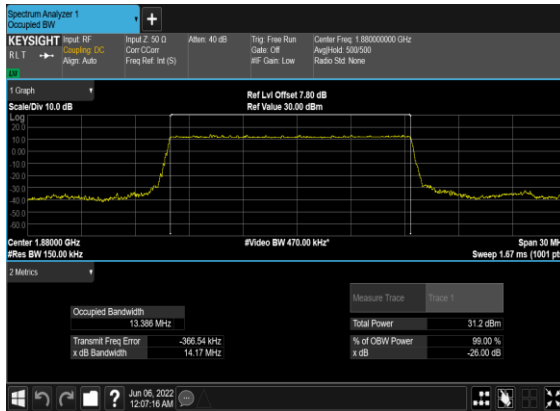 Spectrum Analyzer 1
Occupied BW
KEYSIGHT
Input: RF
Coupling: DC
Align: Auto
Input Z: 50 Ω
Corr CCorr
Freq Ref: Int (S)
Atten: 40 dB
Trig: Free Run
Gate: Off
#IF Gain: Low
Center Freq: 1.880000000 GHz
Avg|Hold: 500/500
Radio Std: None
RLT
1 Graph
Scale/Div 10.0 dB
Ref Lvl Offset 7.80 dB
Ref Value 30.00 dBm
Log
20.0
10.0
0.00
-10.0
-20.0
-30.0
-40.0
-50.0
-60.0
Center 1.88000 GHz
#Res BW 150.00 kHz
#Video BW 470.00 kHz*
Span 30 MH
Sweep 1.67 ms (1001 pt
2 Metrics
Occupied Bandwidth
13.386 MHz
Transmit Freq Error -366.54 kHz
x dB Bandwidth 14.17 MHz
Measure Trace Trace 1
Total Power 31.2 dBm
% of OBW Power 99.00 %
x dB -26.00 dB
?
Jun 06, 2022
12:07:16 AM